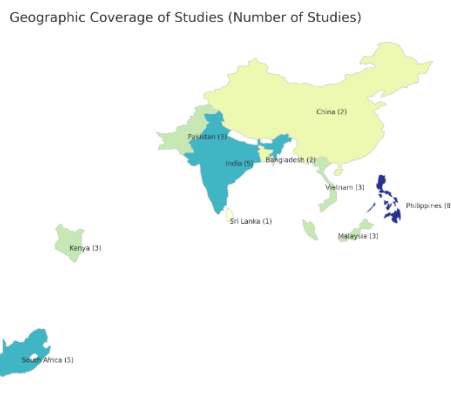 Geographic Coverage of Studies (Number of Studies)
China (2)
Pakistan (3)
India (5)
Bangladesh (2)
Vietnam (3)
Philippines (8
Sri Lanka (1)
Malaysia (3)
Kenya (3)
South Africa (5)